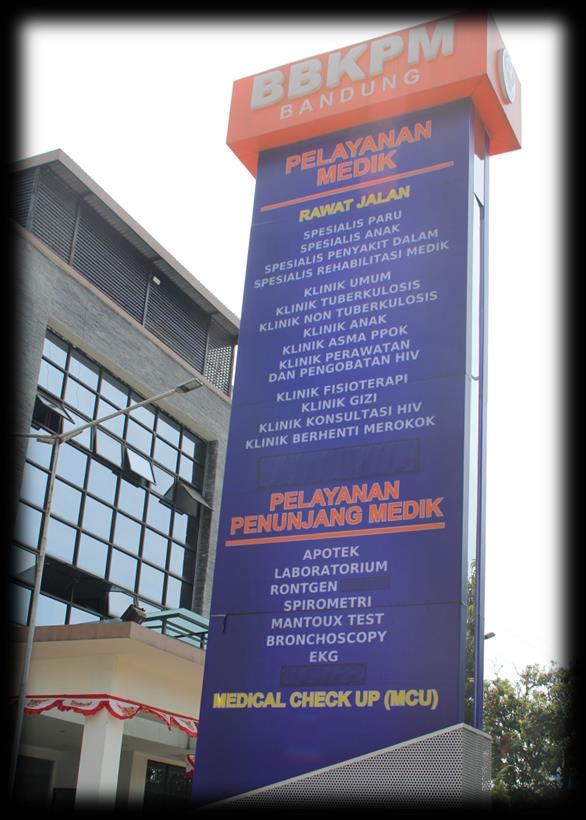 BBKPM
BANDUNG
PELAYANAN
MEDIK
RAWAT JALAN
SPESIALIS PARU
SPESIALIS ANAK
SPESIALIS PENYAKIT DALAM
SPESIALIS REHABILITASI MEDIK
KLINIK UMUM
KLINIK TUBERKULOSIS
KLINIK NON TUBERKULOSIS
KLINIK ANAK
KLINIK ASMA PPOK
KLINIK PERAWATAN
DAN PENGOBATAN HIV
KLINIK FISIOTERAPI
KLINIK GIZI
KLINIK KONSULTASI HIV
KLINIK BERHENTI MEROKOK
PELAYANAN
PENUNJANG MEDIK
APOTEK
LABORATORIUM
RONTGEN
SPIROMETRI
MANTOUX TEST
BRONCHOSCOPY
EKG
MEDICAL CHECK UP (MCU)